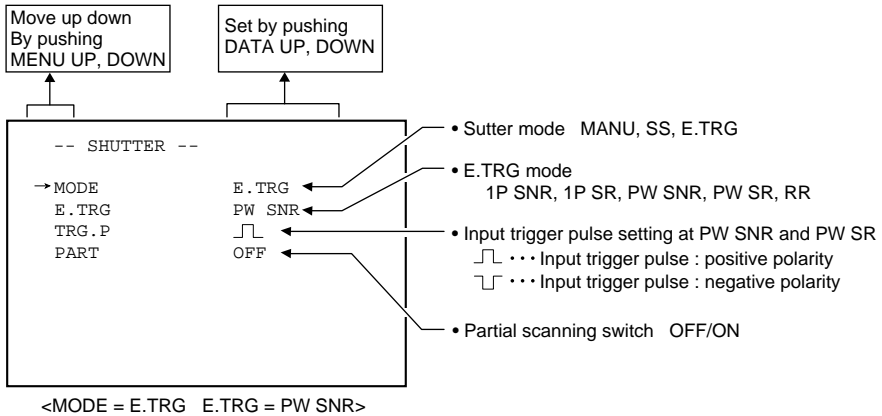 Move up down
By pushing
MENU UP, DOWN
Set by pushing
DATA UP, DOWN
-- SHUTTER --
→MODE E.TRG
E.TRG PW SNR
TRG.P
PART OFF
• Sutter mode MANU, SS, E.TRG
• E.TRG mode
1P SNR, 1P SR, PW SNR, PW SR, RR
• Input trigger pulse setting at PW SNR and PW SR
··· Input trigger pulse : positive polarity
··· Input trigger pulse : negative polarity
• Partial scanning switch OFF/ON
<MODE = E.TRG E.TRG = PW SNR>